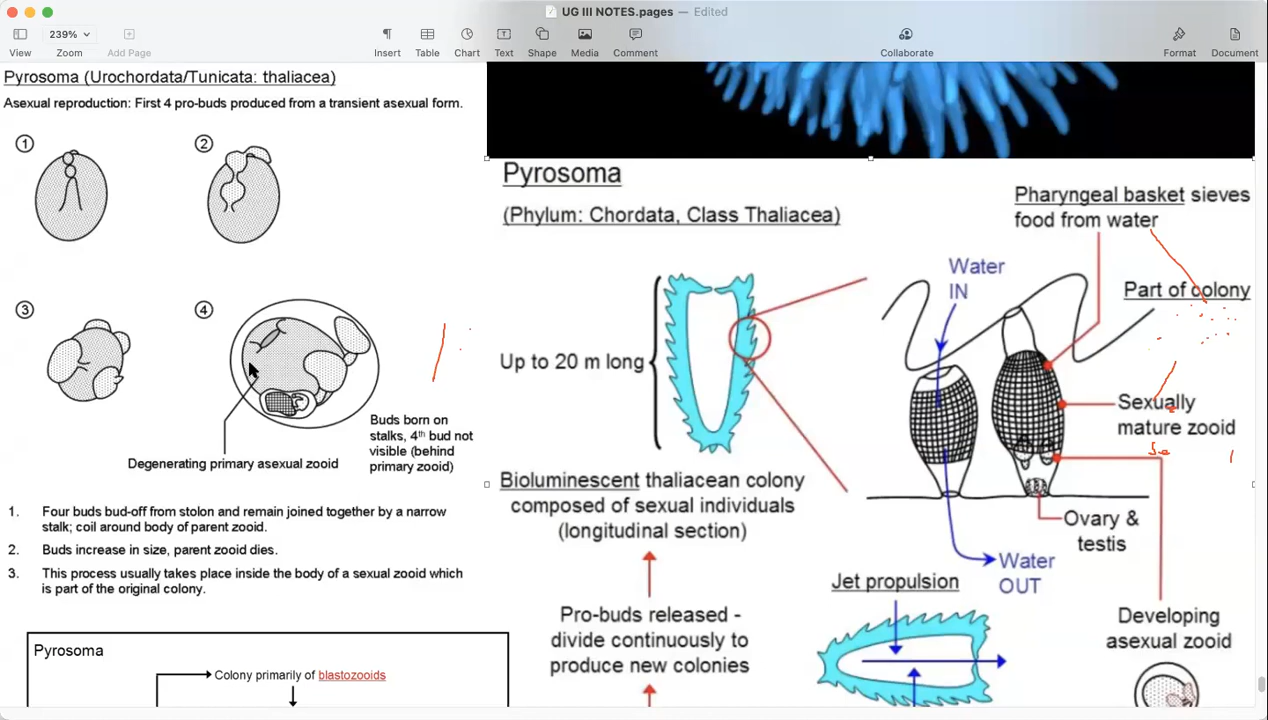 UG III NOTES.pages — Edited
239%
View
Zoom
Add Page
Insert
Table
Chart
Text
Shape
Media
Comment
Collaborate
Format
Document
Pyrosoma (Urochordata/Tunicata: thaliacea)
Asexual reproduction: First 4 pro-buds produced from a transient asexual form.
1
2
3
4
Buds born on
stalks, 4th bud not
visible (behind
primary zooid)
Degenerating primary asexual zooid
1. Four buds bud-off from stolon and remain joined together by a narrow
stalk; coil around body of parent zooid.
2. Buds increase in size, parent zooid dies.
3. This process usually takes place inside the body of a sexual zooid which
is part of the original colony.
Pyrosoma
Colony primarily of blastozooids
Pyrosoma
(Phylum: Chordata, Class Thaliacea)
Pharyngeal basket sieves
food from water
Water
IN
Part of colony
Up to 20 m long
Sexually
mature zooid
Se
Bioluminescent thaliacean colony
composed of sexual individuals
(longitudinal section)
Ovary &
testis
Water
OUT
Jet propulsion
Pro-buds released -
divide continuously to
produce new colonies
Developing
asexual zooid